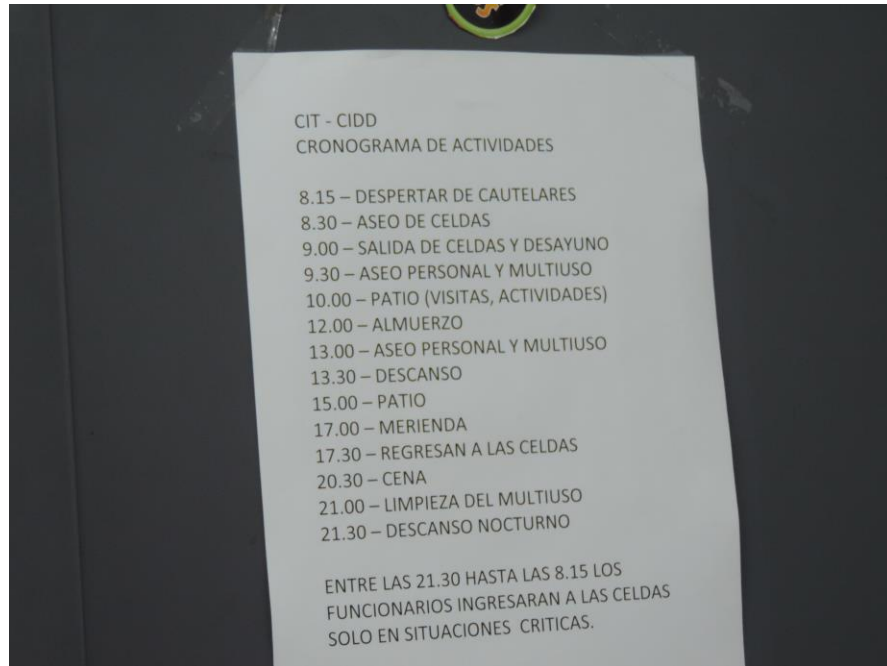 CIT - CIDD
CRONOGRAMA DE ACTIVIDADES
8.15 – DESPERTAR DE CAUTELARES
8.30 – ASEO DE CELDAS
9.00 – SALIDA DE CELDAS Y DESAYUNO
9.30 – ASEO PERSONAL Y MULTIUSO
10.00 – PATIO (VISITAS, ACTIVIDADES)
12.00 – ALMUERZO
13.00 – ASEO PERSONAL Y MULTIUSO
13.30 – DESCANSO
15.00 – PATIO
17.00 – MERIENDA
17.30 – REGRESAN A LAS CELDAS
20.30 – CENA
21.00 – LIMPIEZA DEL MULTIUSO
21.30 – DESCANSO NOCTURNO
ENTRE LAS 21.30 HASTA LAS 8.15 LOS
FUNCIONARIOS INGRESARAN A LAS CELDAS
SOLO EN SITUACIONES CRITICAS.